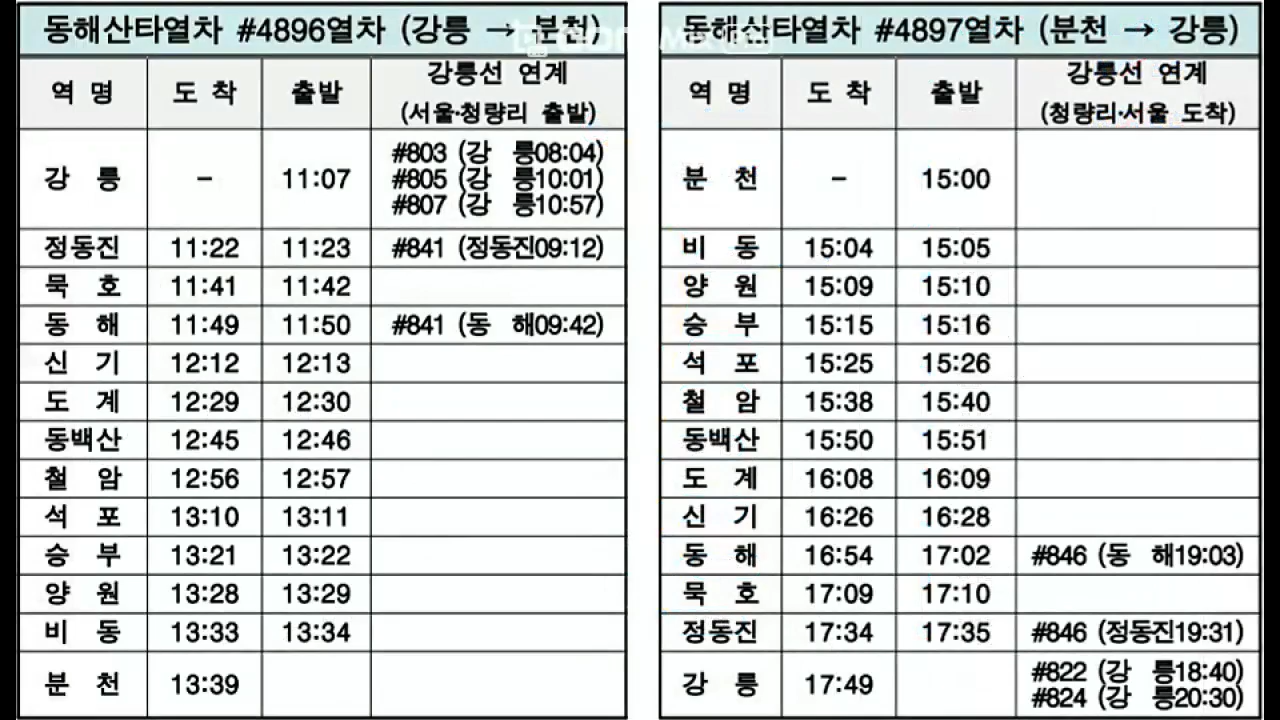 동해산타열차 #4896열차 (강릉 → 분천)
역 명 도 착 출발 강릉선 연계
(서울·청량리 출발)
강 릉 – 11:07 #803 (강 릉08:04)
#805 (강 릉10:01)
#807 (강 릉10:57)
정동진 11:22 11:23 #841 (정동진09:12)
묵 호 11:41 11:42
동 해 11:49 11:50 #841 (동 해09:42)
신 기 12:12 12:13
도 계 12:29 12:30
동백산 12:45 12:46
철 암 12:56 12:57
석 포 13:10 13:11
승 부 13:21 13:22
양 원 13:28 13:29
비 동 13:33 13:34
분 천 13:39
동해산타열차 #4897열차 (분천 → 강릉)
역 명 도 착 출발 강릉선 연계
(청량리·서울 도착)
분 천 – 15:00
비 동 15:04 15:05
양 원 15:09 15:10
승 부 15:15 15:16
석 포 15:25 15:26
철 암 15:38 15:40
동백산 15:50 15:51
도 계 16:08 16:09
신 기 16:26 16:28
동 해 16:54 17:02 #846 (동 해19:03)
묵 호 17:09 17:10
정동진 17:34 17:35 #846 (정동진19:31)
강 릉 17:49 #822 (강 릉18:40)
#824 (강 릉20:30)